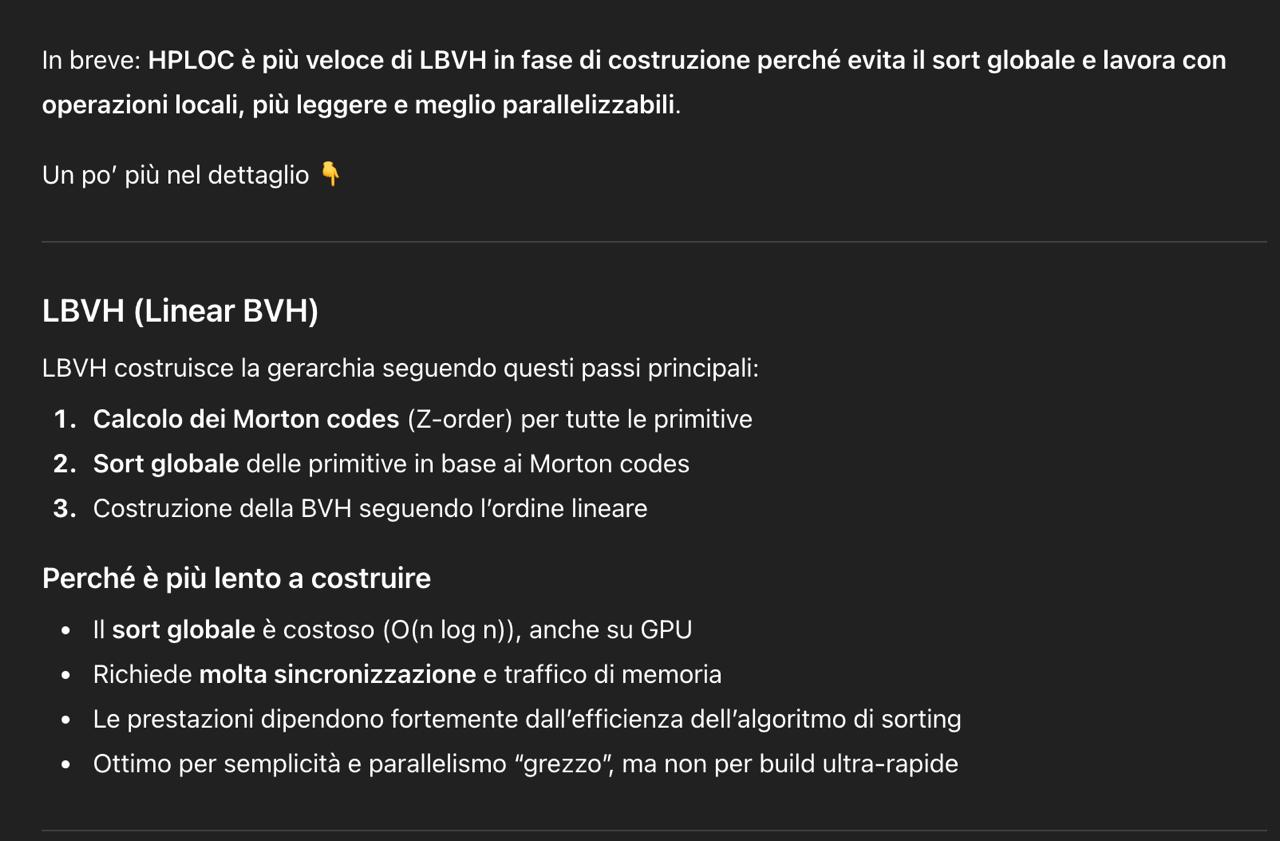 In breve: HPLOC è più veloce di LBVH in fase di costruzione perché evita il sort globale e lavora con
operazioni locali, più leggere e meglio parallelizzabili.
Un po’ più nel dettaglio 👇
LBVH (Linear BVH)
LBVH costruisce la gerarchia seguendo questi passi principali:
1. Calcolo dei Morton codes (Z-order) per tutte le primitive
2. Sort globale delle primitive in base ai Morton codes
3. Costruzione della BVH seguendo l’ordine lineare
Perché è più lento a costruire
• Il sort globale è costoso (O(n log n)), anche su GPU
• Richiede molta sincronizzazione e traffico di memoria
• Le prestazioni dipendono fortemente dall’efficienza dell’algoritmo di sorting
• Ottimo per semplicità e parallelismo “grezzo”, ma non per build ultra-rapide